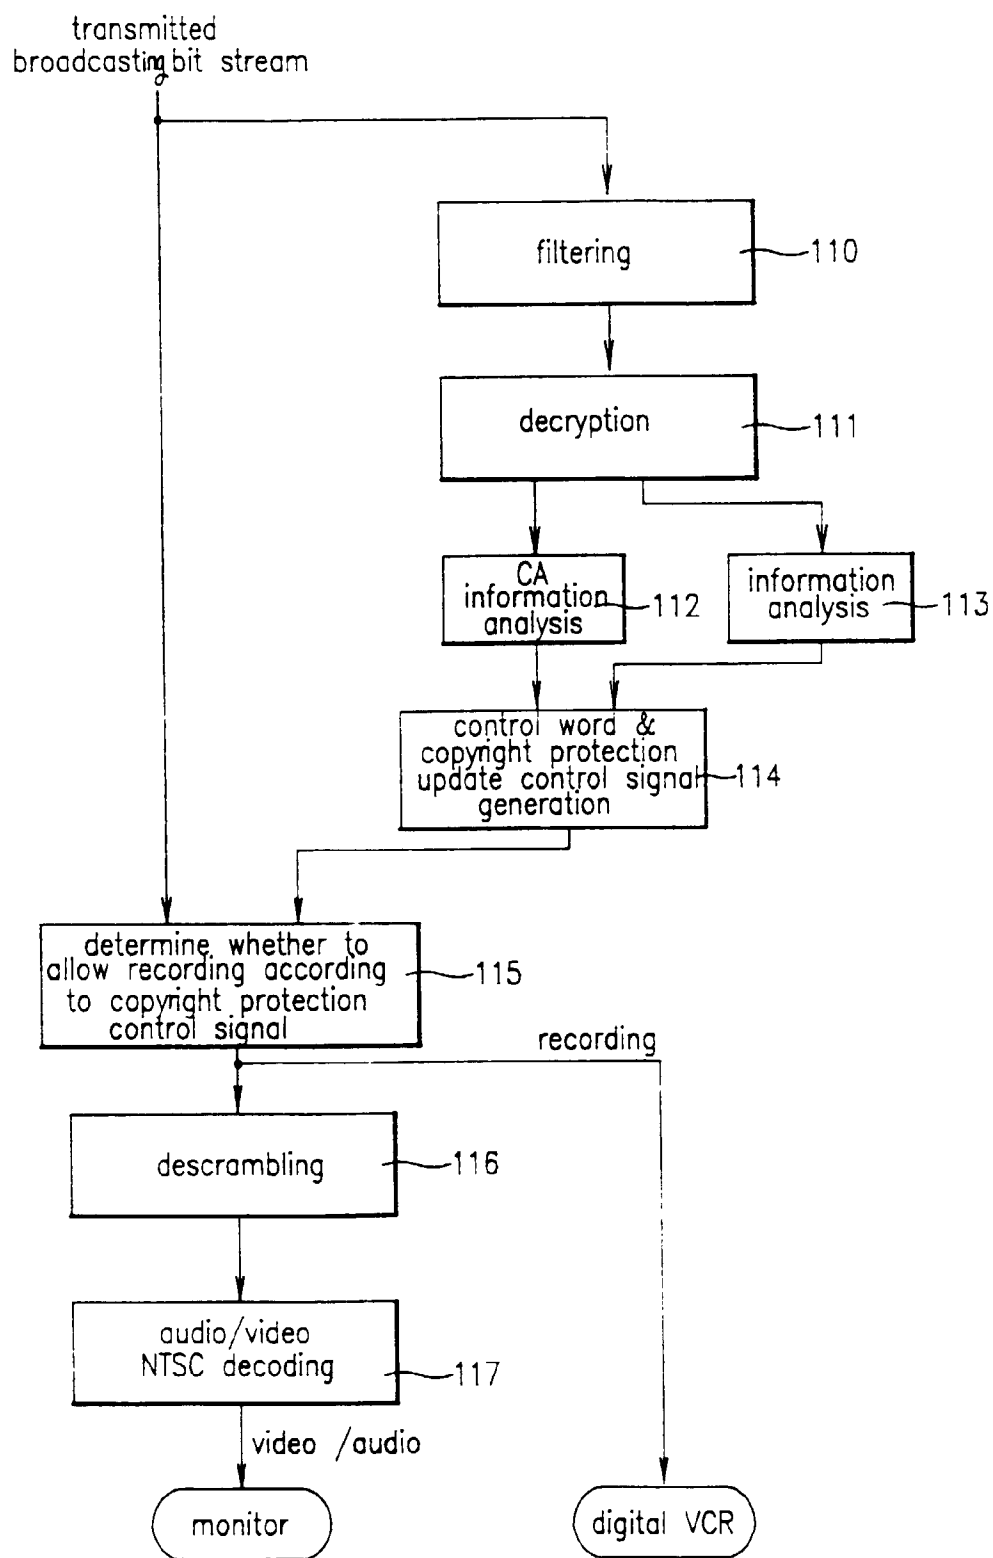 transmitted
broadcasting bit stream
filtering
110
decryption
111
CA
information
analysis
112
information
analysis
113
control word &
copyright protection
update control signal
generation
114
determine whether to
allow recording according
to copyright protection
control signal
115
recording
descrambling
116
audio/video
NTSC decoding
117
video /audio
monitor
digital VCR